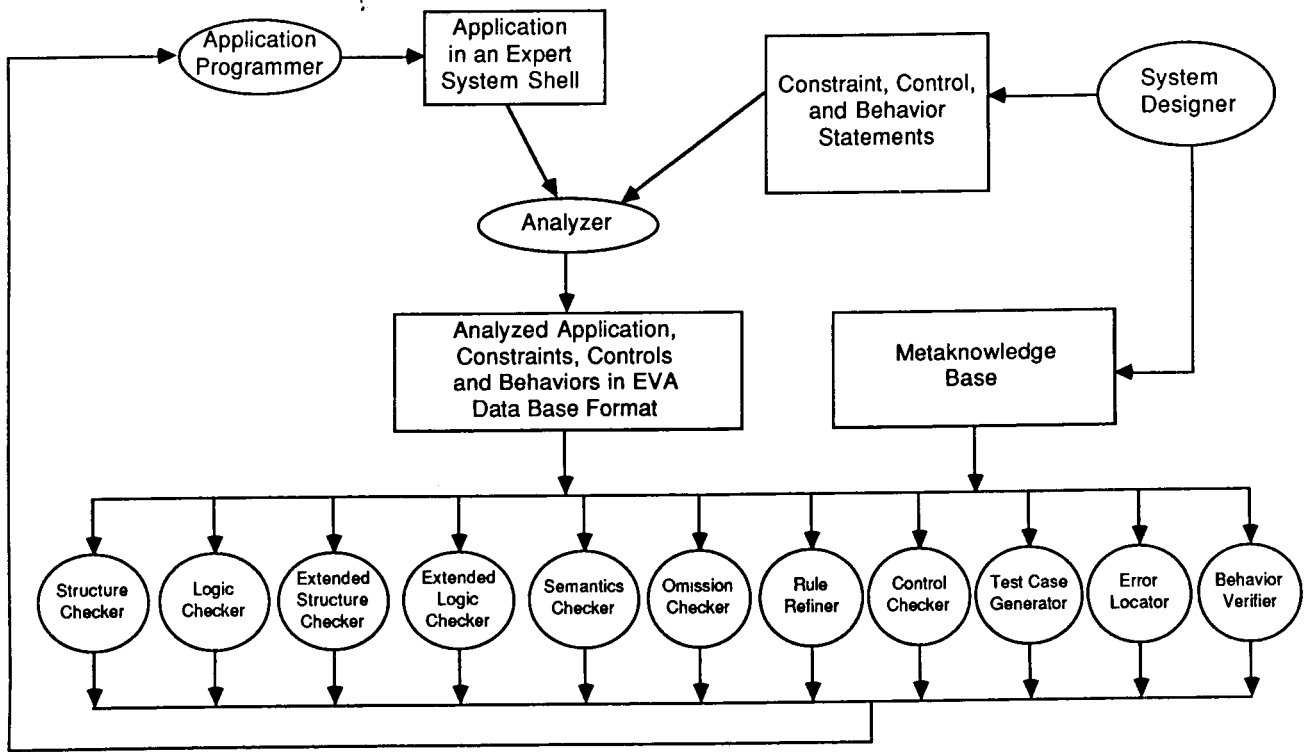 Application
Programmer
Application
in an Expert
System Shell
Constraint, Control,
and Behavior
Statements
System
Designer
Analyzer
Analyzed Application,
Constraints, Controls
and Behaviors in EVA
Data Base Format
Metaknowledge
Base
Structure
Checker
Logic
Checker
Extended
Structure
Checker
Extended
Logic
Checker
Semantics
Checker
Omission
Checker
Rule
Refiner
Control
Checker
Test Case
Generator
Error
Locator
Behavior
Verifier